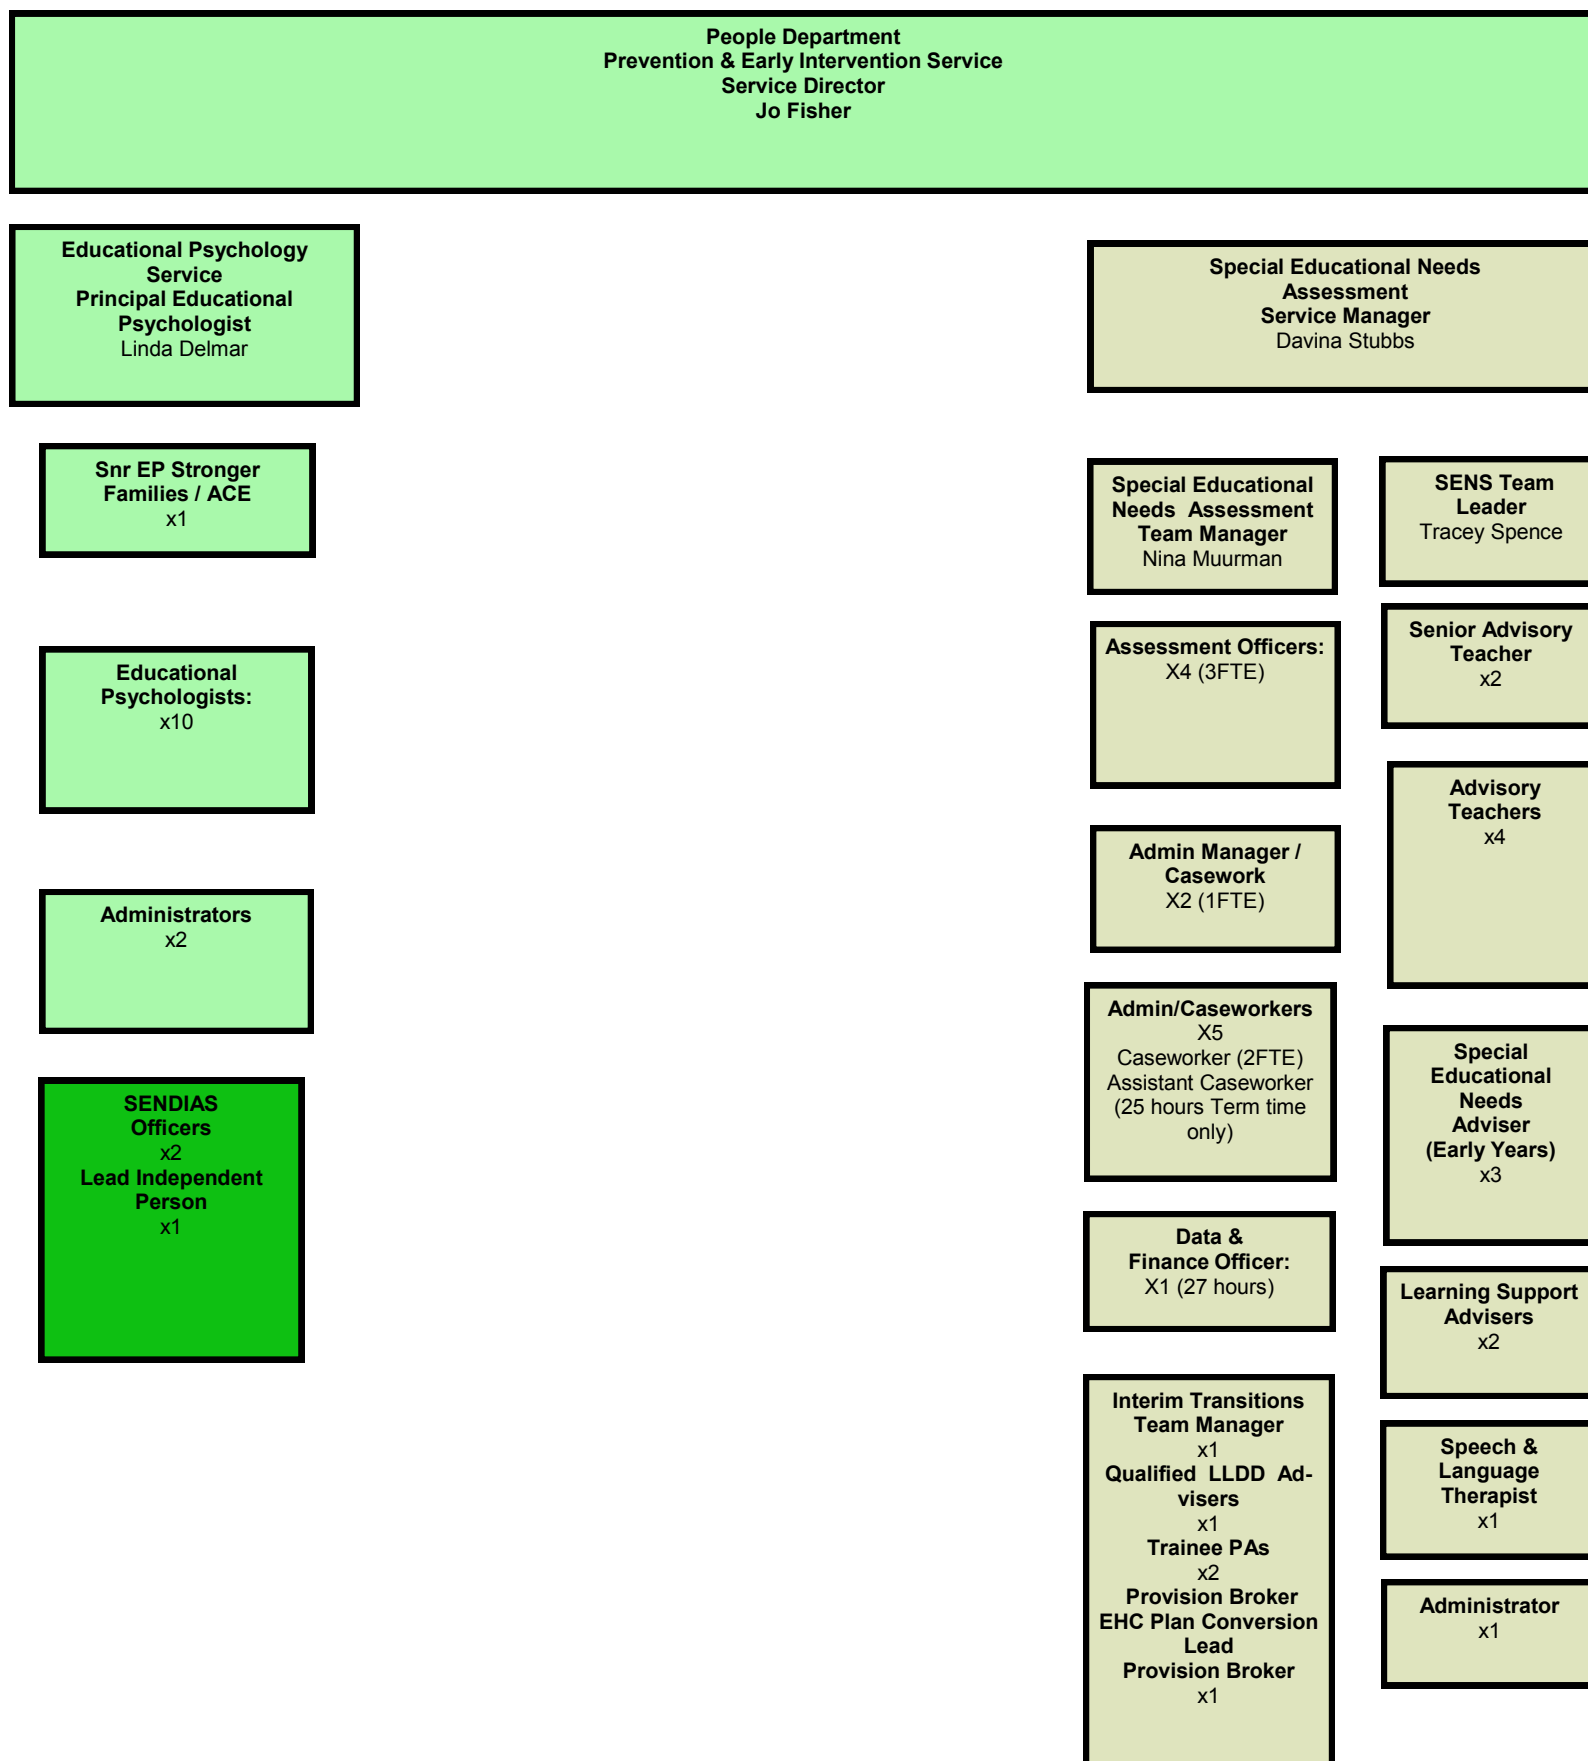 People Department
Prevention & Early Intervention Service
Service Director
Jo Fisher
Educational Psychology
Service
Principal Educational
Psychologist
Linda Delmar
Snr EP Stronger
Families / ACE
x1
Educational
Psychologists:
x10
Administrators
x2
SENDIAS
Officers
x2
Lead Independent
Person
x1
Special Educational Needs
Assessment
Service Manager
Davina Stubbs
Special Educational
Needs Assessment
Team Manager
Nina Muurman
Assessment Officers:
X4 (3FTE)
Admin Manager /
Casework
X2 (1FTE)
Admin/Caseworkers
X5
Caseworker (2FTE)
Assistant Caseworker
(25 hours Term time
only)
Data &
Finance Officer:
X1 (27 hours)
Interim Transitions
Team Manager
x1
Qualified LLDD Ad-
visers
x1
Trainee PAs
x2
Provision Broker
EHC Plan Conversion
Lead
Provision Broker
x1
SENS Team
Leader
Tracey Spence
Senior Advisory
Teacher
x2
Advisory
Teachers
x4
Special
Educational
Needs
Adviser
(Early Years)
x3
Learning Support
Advisers
x2
Speech &
Language
Therapist
x1
Administrator
x1